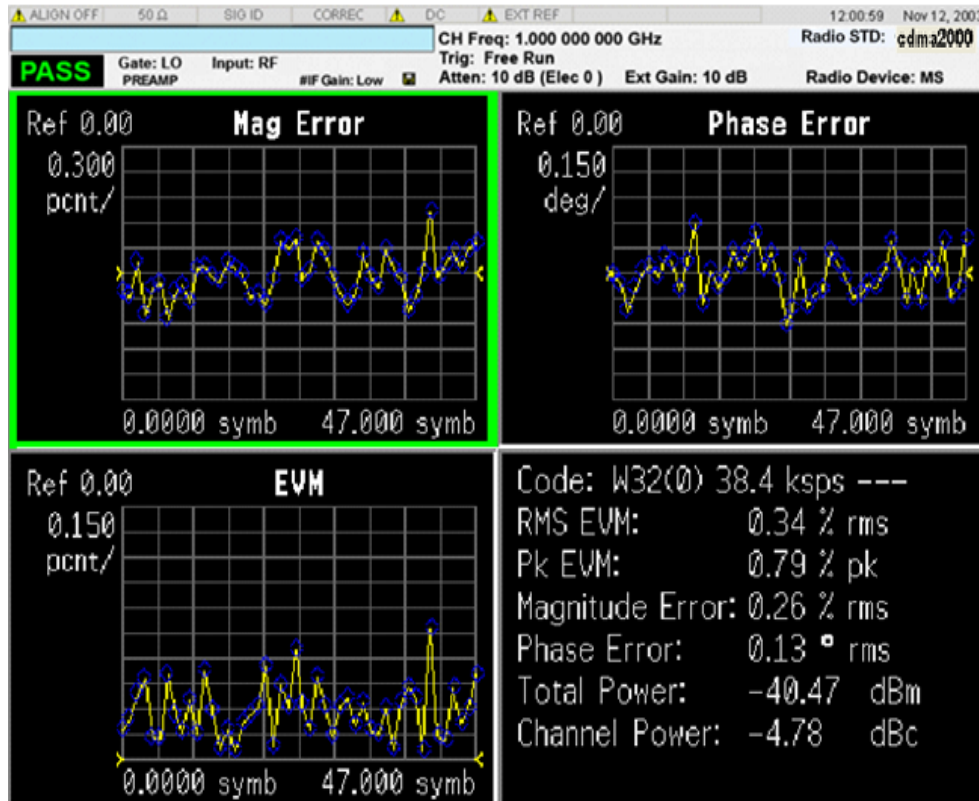 ALIGN OFF 50 Ω SIG ID CORREC DC EXT REF 12:00:59 Nov 12, 2003
CH Freq: 1.000 000 000 GHz Radio STD: cdma2000
Trig: Free Run
PASS Gate: LO Input: RF
PREAMP #IF Gain: Low Atten: 10 dB (Elec 0 ) Ext Gain: 10 dB Radio Device: MS
Ref 0.00 Mag Error
0.300
pcnt/
0.0000 symb 47.000 symb
Ref 0.00 Phase Error
0.150
deg/
0.0000 symb 47.000 symb
Ref 0.00 EVM
0.150
pcnt/
0.0000 symb 47.000 symb
Code: W32(0) 38.4 ksps ---
RMS EVM: 0.34 % rms
Pk EVM: 0.79 % pk
Magnitude Error: 0.26 % rms
Phase Error: 0.13 ° rms
Total Power: -40.47 dBm
Channel Power: -4.78 dBc